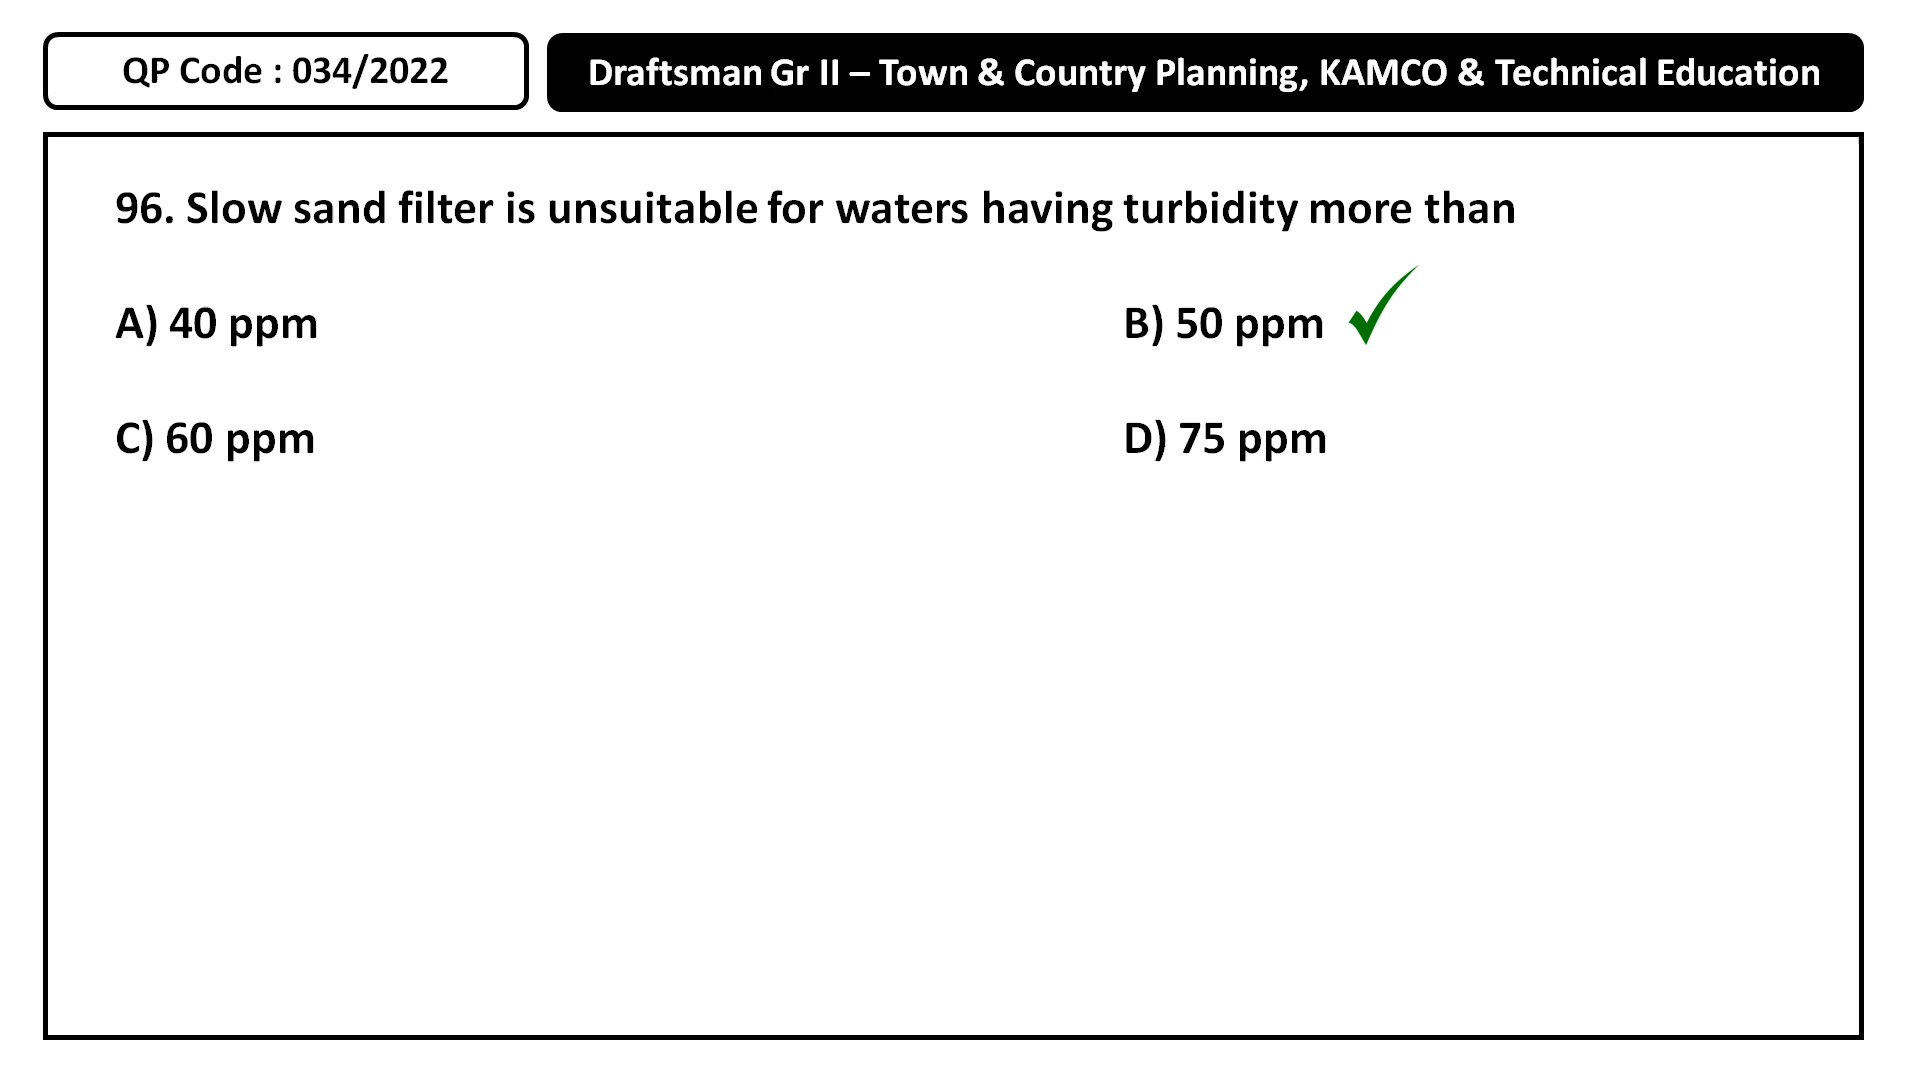 QP Code : 034/2022
Draftsman Gr II – Town & Country Planning, KAMCO & Technical Education
96. Slow sand filter is unsuitable for waters having turbidity more than
A) 40 ppm
B) 50 ppm
C) 60 ppm
D) 75 ppm